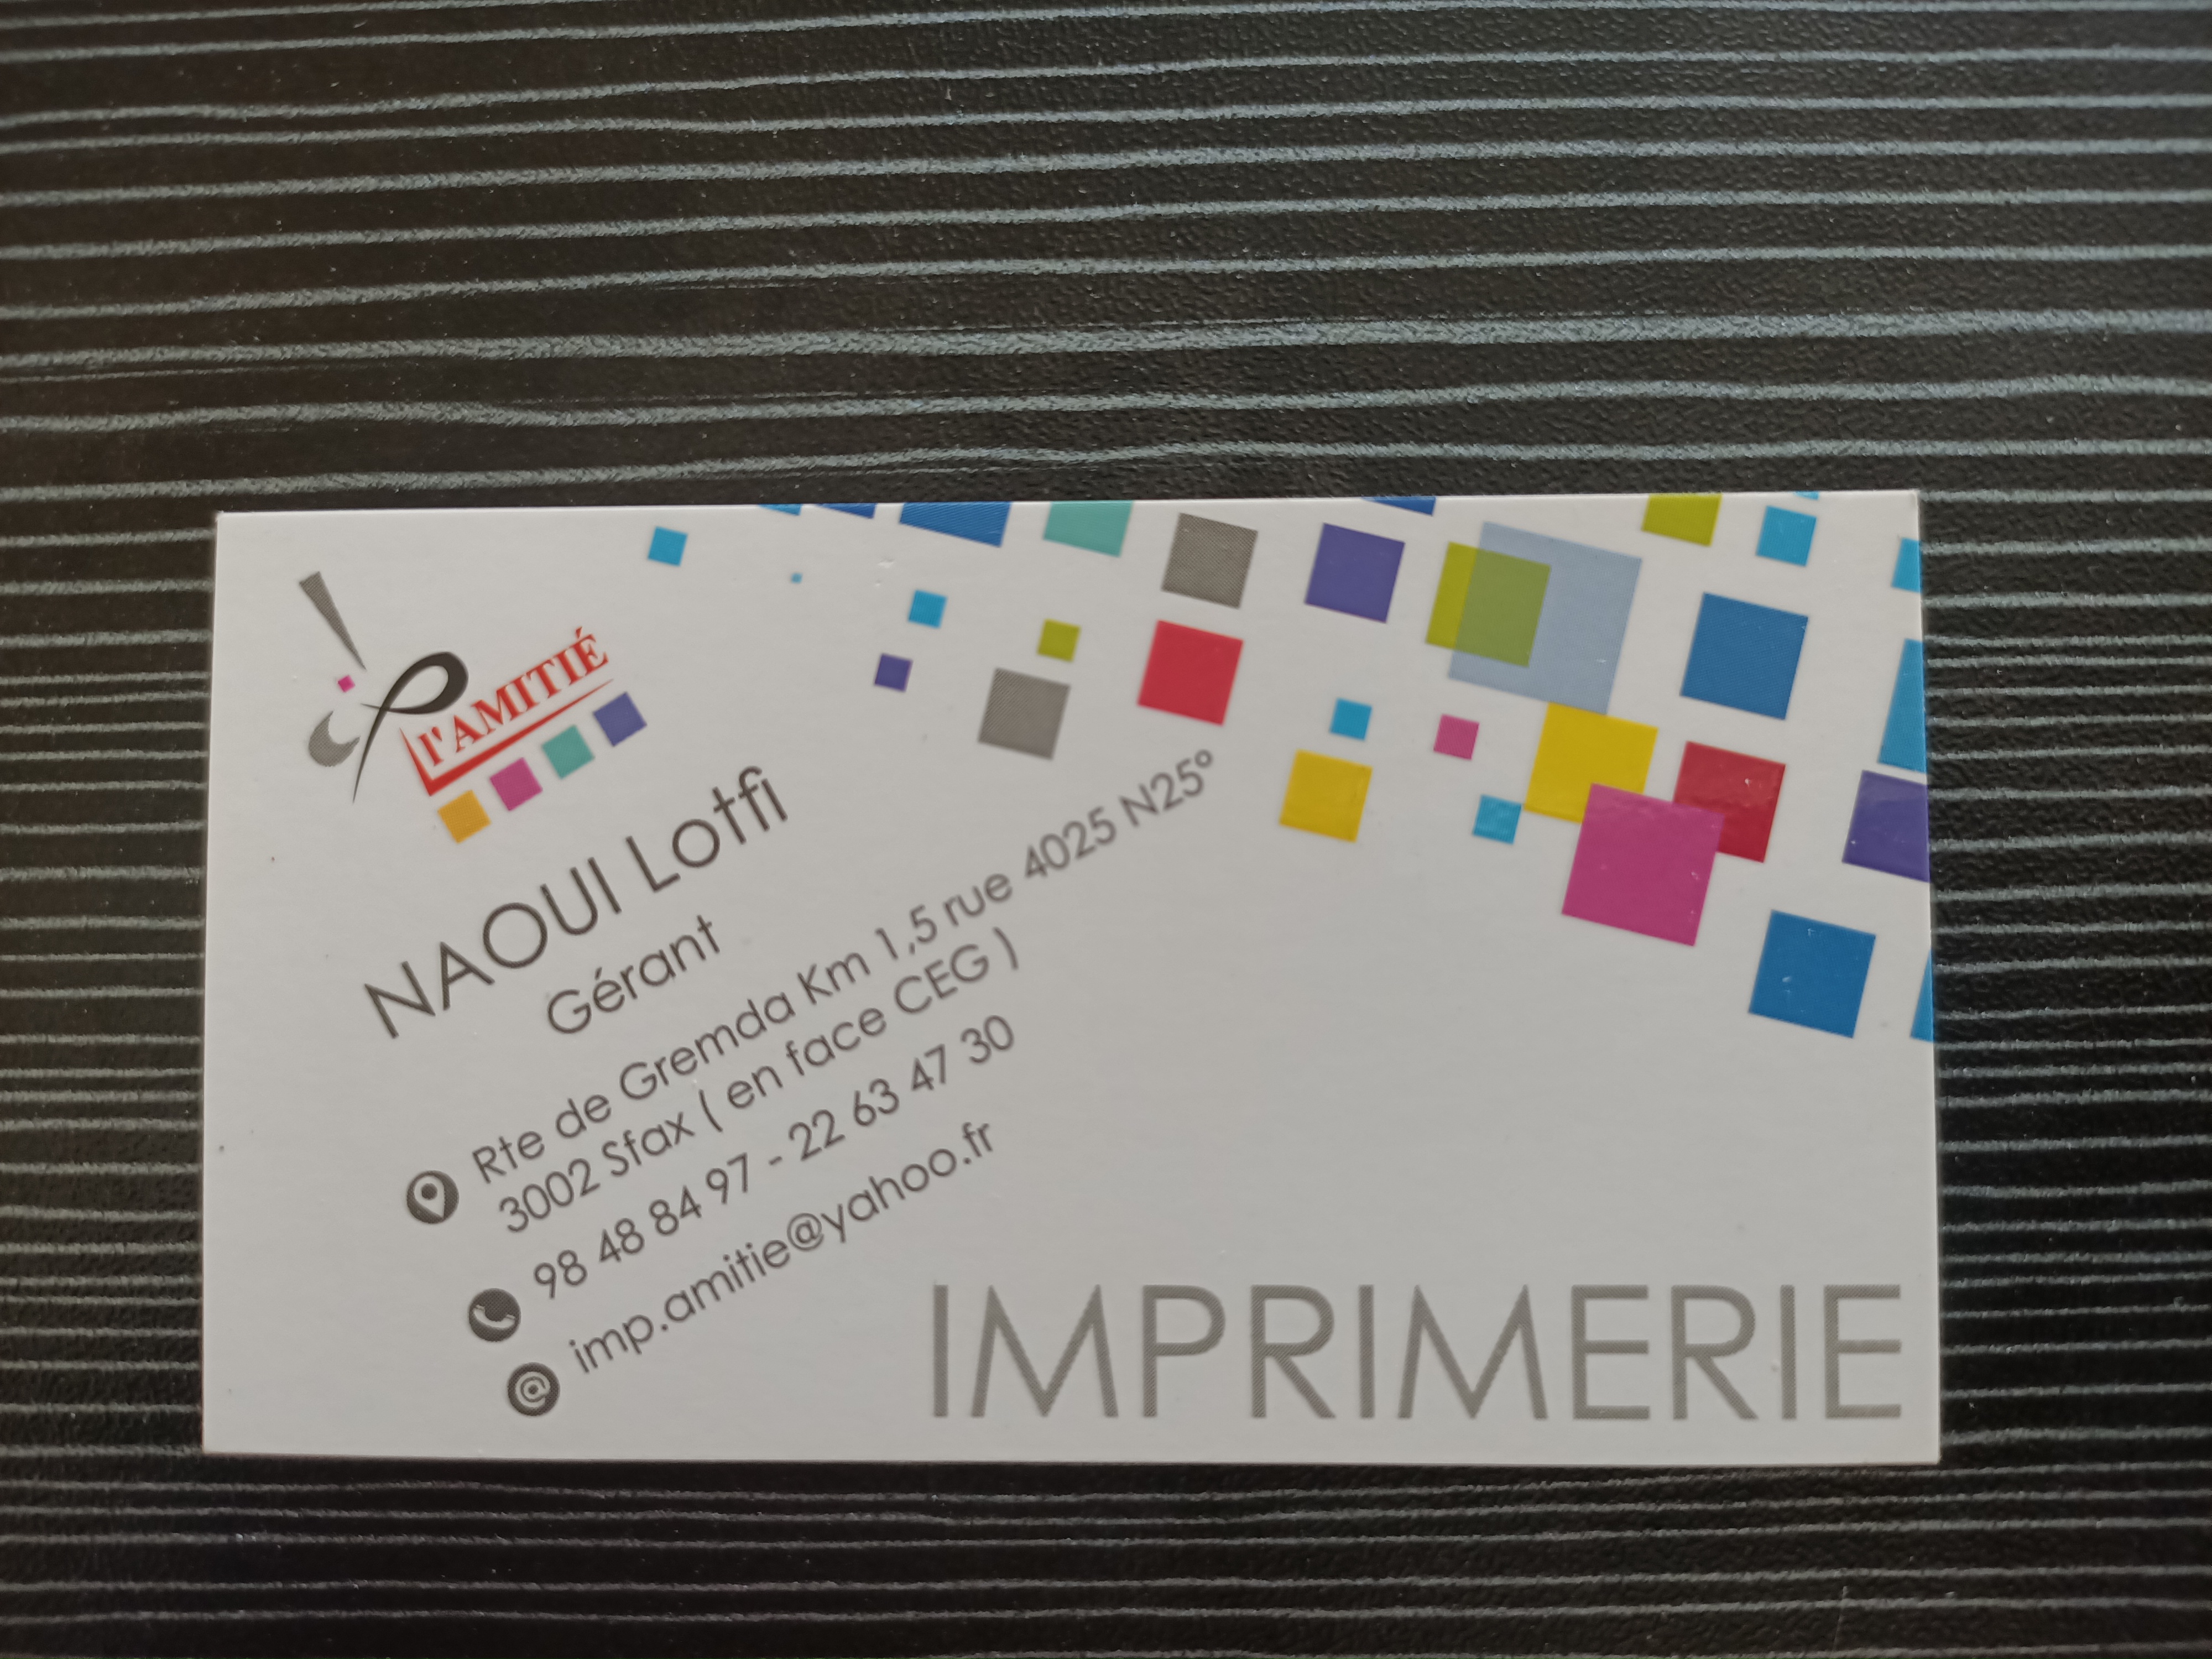 l'AMITIÉ
NAOUI Lotfi
Gérant
Rte de Gremda Km 1,5 rue 4025 N25°
3002 Sfax ( en face CEG )
98 48 84 97 - 22 63 47 30
imp.amitie@yahoo.fr
IMPRIMERIE